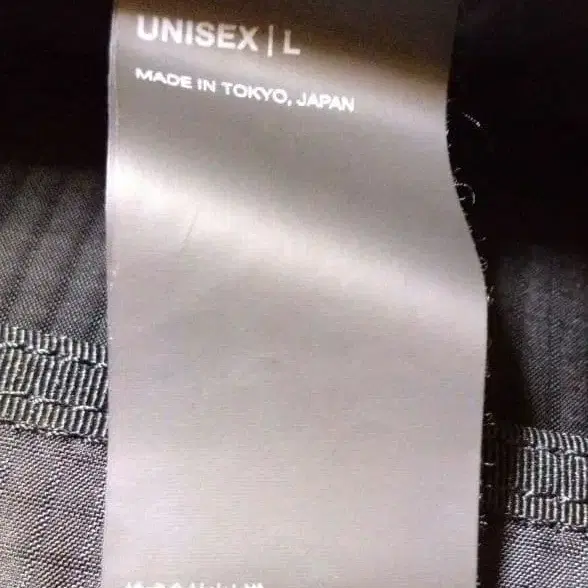 UNISEX | L
MADE IN TOKYO, JAPAN